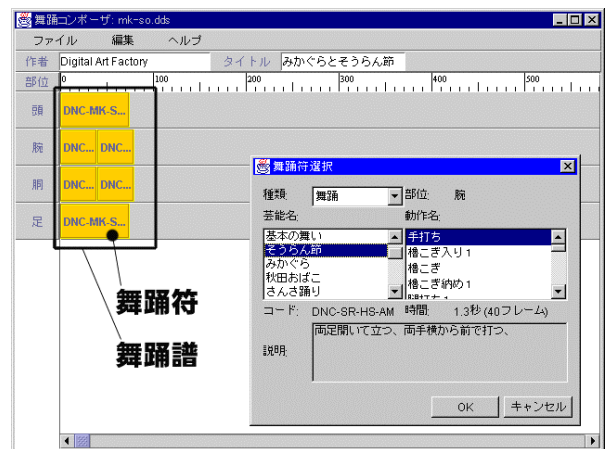 舞踊コンポーザ: mk-so.dds
ファイル 編集 ヘルプ
作者 Digital Art Factory タイトル みかぐらとそうらん節
部位 0 100 200 300 400 500
頭 DNC-MK-S...
腕 DNC... DNC...
胴 DNC... DNC...
足 DNC-MK-S...
舞踊符
舞踊譜
舞踊符選択
種類: 舞踊 部位: 腕
芸能名: 動作名:
基本の舞い 手打ち
そうらん節 櫓こぎ入り1
みかぐら 櫓こぎ
秋田おばこ 櫓こぎ納め1
さんさ踊り
コード: DNC-SR-HS-AM 時間: 1.3秒(40フレーム)
説明: 両足開いて立つ、両手横から前で打つ、
OK キャンセル